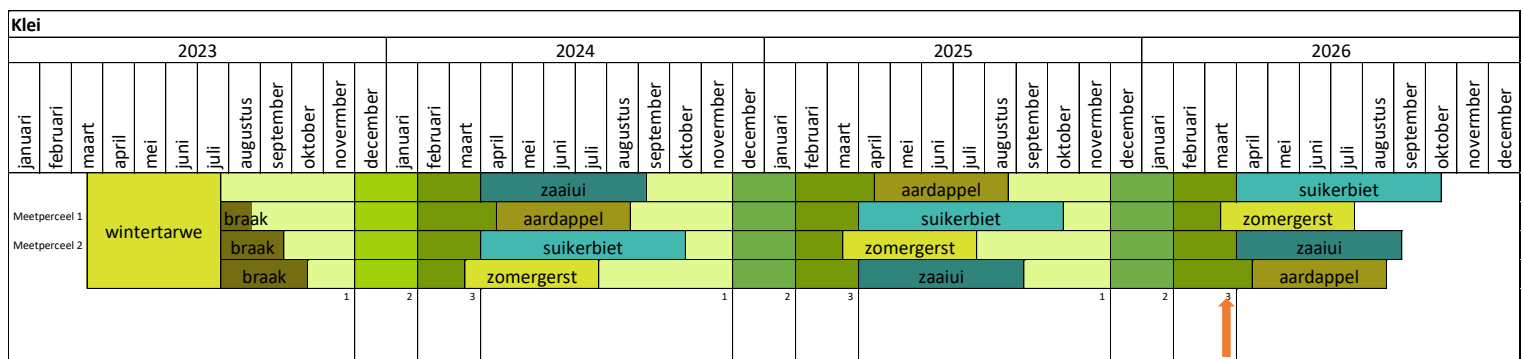 Klei
2023 2024 2025 2026
januari februari maart april mei juni juli augustus september oktober november december januari februari maart april mei juni juli augustus september oktober november december januari februari maart april mei juni juli augustus september oktober november december januari februari maart april mei juni juli augustus september oktober november december
zaaiui aardappel suikerbiet
Meetperceel 1 braak aardappel suikerbiet zomergerst
wintertarwe
Meetperceel 2 braak suikerbiet zomergerst zaaiui
braak zomergerst zaaiui aardappel
1 2 3 1 2 3 1 2 3